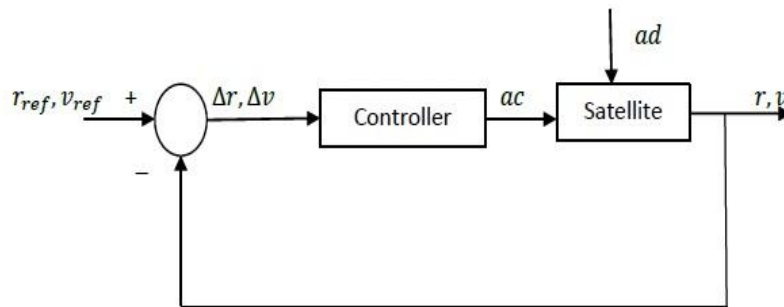 ad
r_ref, v_ref + Δr, Δv Controller ac Satellite r, v
−